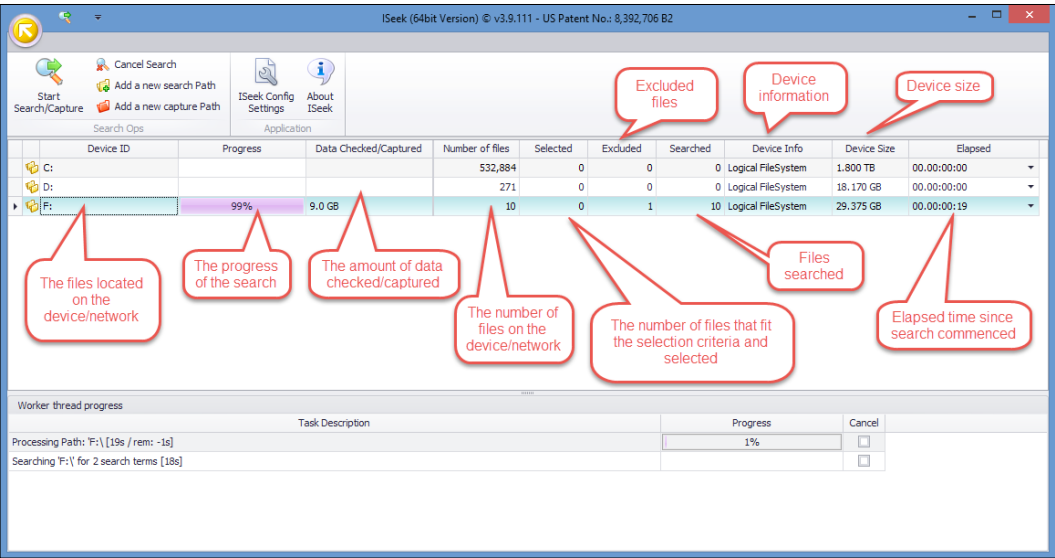 ISeek (64bit Version) © v3.9.111 - US Patent No.: 8,392,706 B2
Start
Search/Capture
Cancel Search
Add a new search Path
Add a new capture Path
Search Ops
ISeek Config
Settings
About
ISeek
Application
Excluded
files
Device
information
Device size
Device ID Progress Data Checked/Captured Number of files Selected Excluded Searched Device Info Device Size Elapsed
C: 532,884 0 0 0 Logical FileSystem 1.800 TB 00.00:00:00
D: 271 0 0 0 Logical FileSystem 18.170 GB 00.00:00:00
F: 99% 9.0 GB 10 0 1 10 Logical FileSystem 29.375 GB 00.00:00:19
The files located
on the
device/network
The progress
of the search
The amount of data
checked/captured
The number of
files on the
device/network
The number of files that fit
the selection criteria and
selected
Files
searched
Elapsed time since
search commenced
Worker thread progress
Task Description Progress Cancel
Processing Path: 'F:\ [19s / rem: -1s] 1%
Searching 'F:\' for 2 search terms [18s]